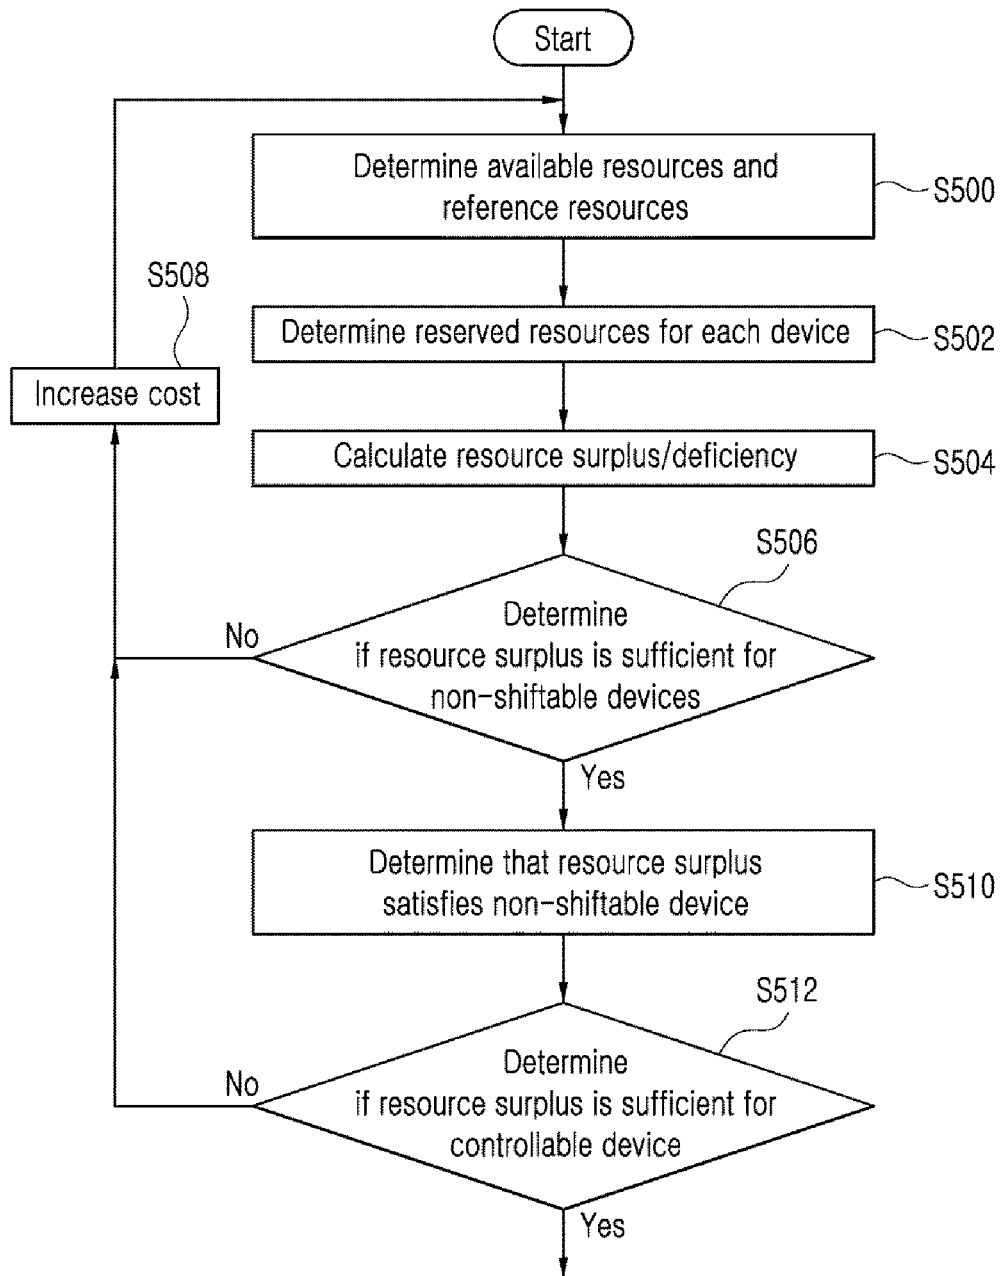 Start
Determine available resources and
reference resources
S500
S508
Determine reserved resources for each device
S502
Increase cost
Calculate resource surplus/deficiency
S504
S506
Determine
if resource surplus is sufficient for
non-shiftable devices
No
Yes
Determine that resource surplus
satisfies non-shiftable device
S510
S512
Determine
if resource surplus is sufficient for
controllable device
No
Yes